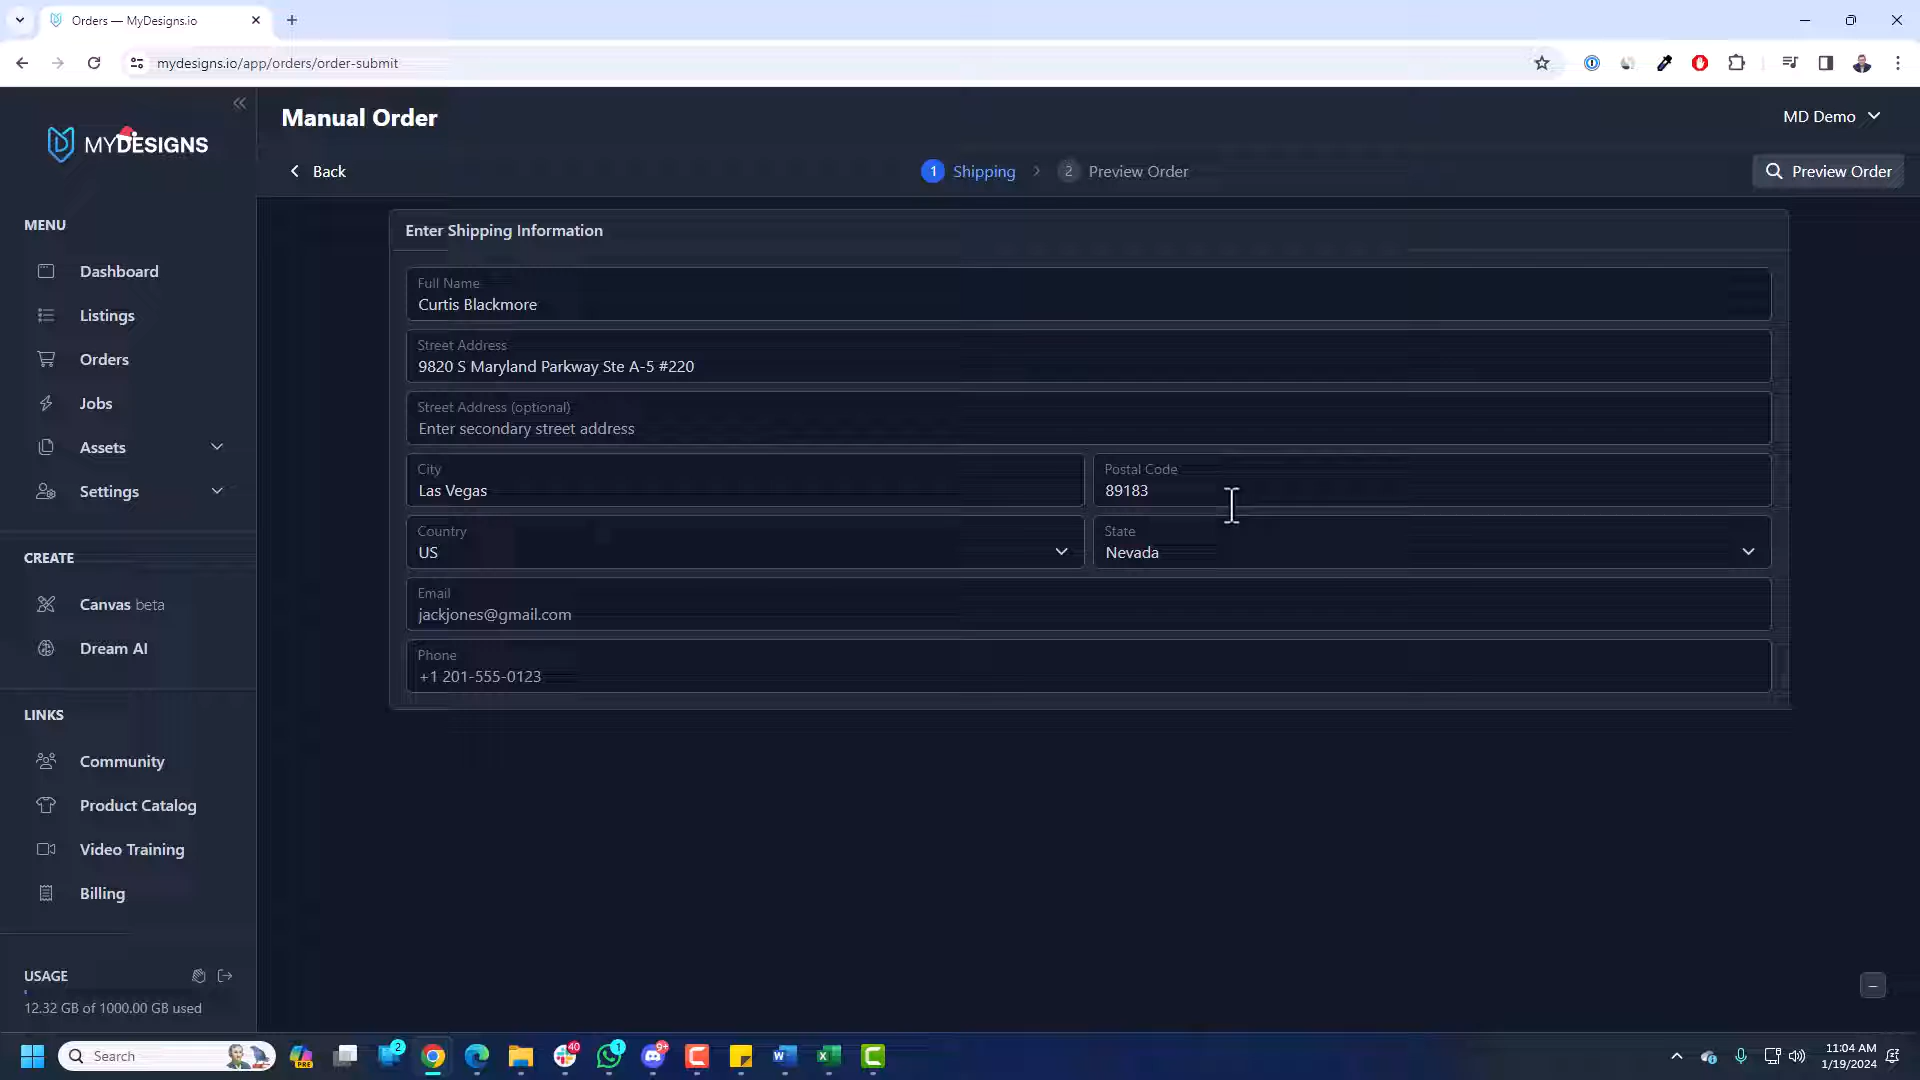 Orders — MyDesigns.io
mydesigns.io/app/orders/order-submit
MYDESIGNS
Manual Order
MD Demo
Back
1 Shipping
2 Preview Order
Preview Order
MENU
Dashboard
Listings
Orders
Jobs
Assets
Settings
CREATE
Canvas beta
Dream AI
LINKS
Community
Product Catalog
Video Training
Billing
USAGE
12.32 GB of 1000.00 GB used
Enter Shipping Information
Full Name
Curtis Blackmore
Street Address
9820 S Maryland Parkway Ste A-5 #220
Street Address (optional)
Enter secondary street address
City
Las Vegas
Postal Code
89183
Country
US
State
Nevada
Email
jackjones@gmail.com
Phone
+1 201-555-0123
Search
PRE
2
40
1
9+
11:04 AM
1/19/2024